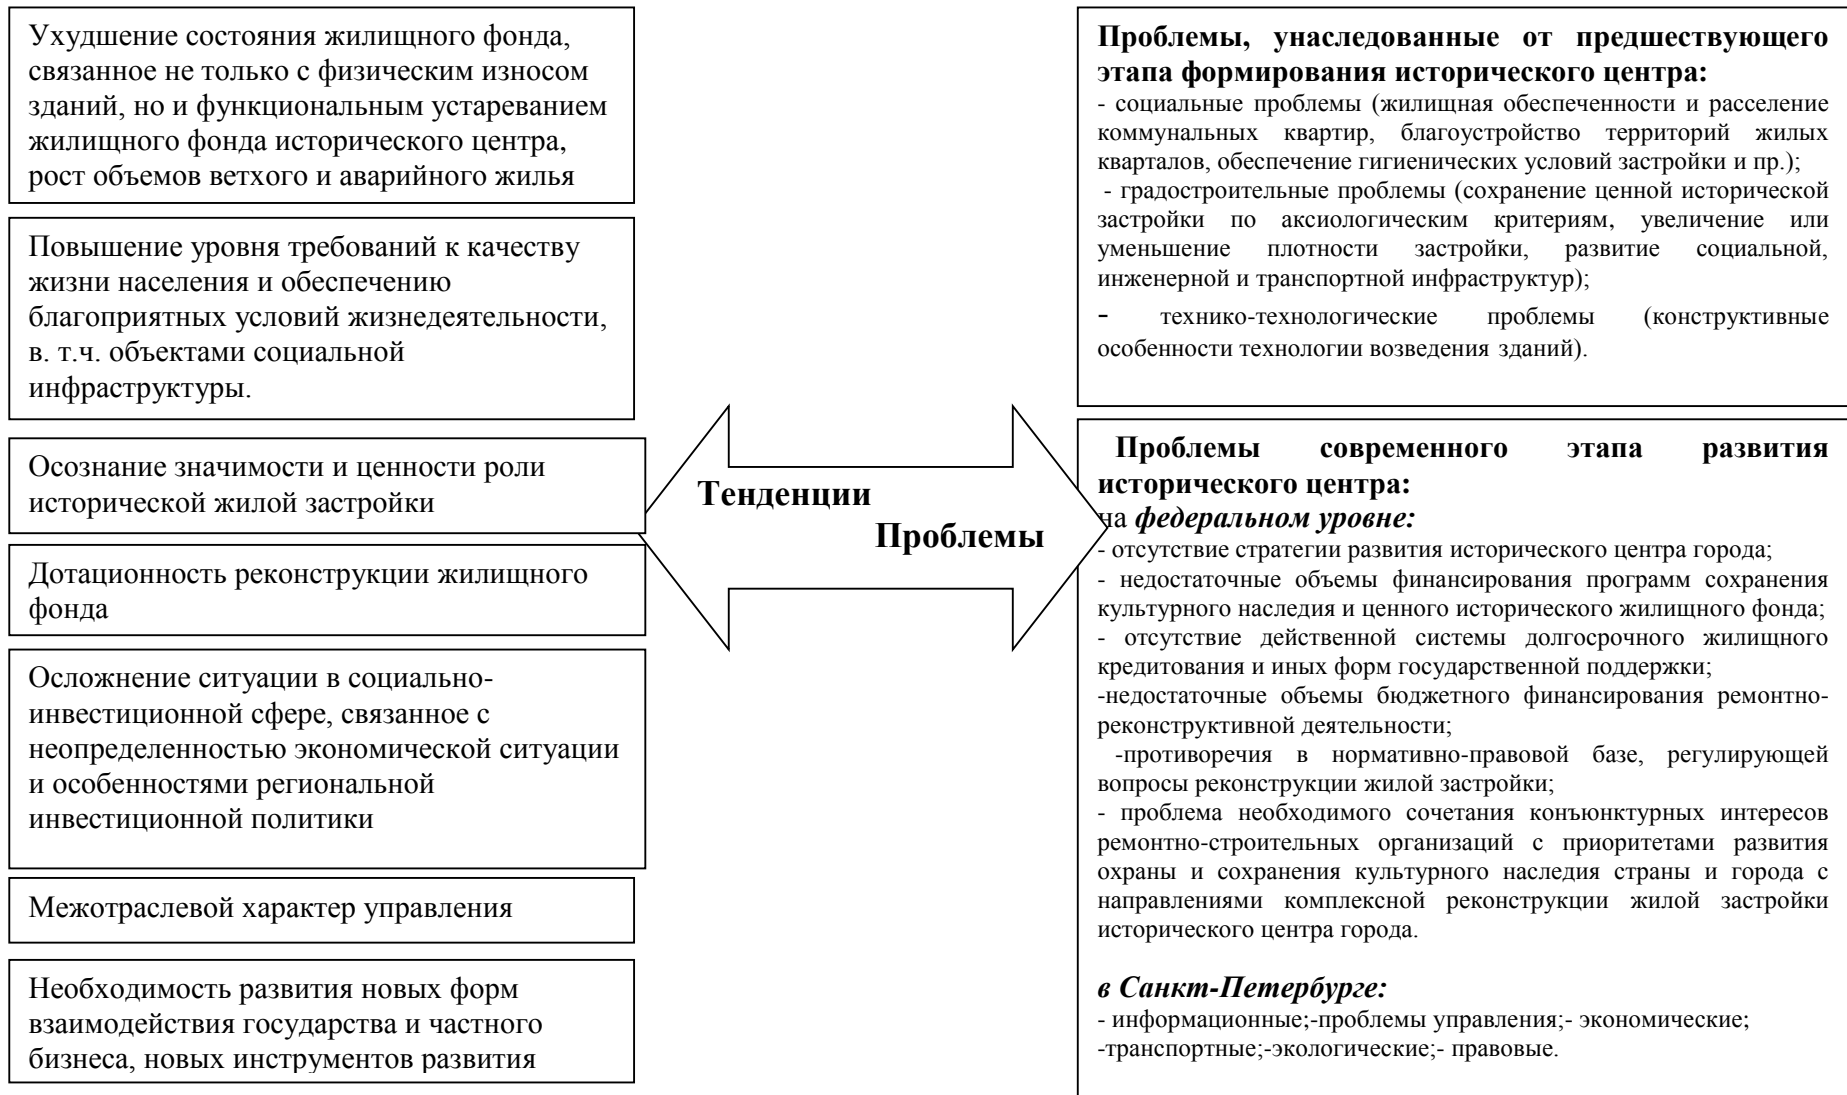 Ухудшение состояния жилищного фонда,
связанное не только с физическим износом
зданий, но и функциональным устареванием
жилищного фонда исторического центра,
рост объемов ветхого и аварийного жилья
Повышение уровня требований к качеству
жизни населения и обеспечению
благоприятных условий жизнедеятельности,
в. т.ч. объектами социальной
инфраструктуры.
Осознание значимости и ценности роли
исторической жилой застройки
Дотационность реконструкции жилищного
фонда
Осложнение ситуации в социально-
инвестиционной сфере, связанное с
неопределенностью экономической ситуации
и особенностями региональной
инвестиционной политики
Межотраслевой характер управления
Необходимость развития новых форм
взаимодействия государства и частного
бизнеса, новых инструментов развития
Тенденции
Проблемы
Проблемы, унаследованные от предшествующего
этапа формирования исторического центра:
- социальные проблемы (жилищная обеспеченности и расселение
коммунальных квартир, благоустройство территорий жилых
кварталов, обеспечение гигиенических условий застройки и пр.);
- градостроительные проблемы (сохранение ценной исторической
застройки по аксиологическим критериям, увеличение или
уменьшение плотности застройки, развитие социальной,
инженерной и транспортной инфраструктур);
- технико-технологические проблемы (конструктивные
особенности технологии возведения зданий).
Проблемы современного этапа развития
исторического центра:
на федеральном уровне:
- отсутствие стратегии развития исторического центра города;
- недостаточные объемы финансирования программ сохранения
культурного наследия и ценного исторического жилищного фонда;
- отсутствие действенной системы долгосрочного жилищного
кредитования и иных форм государственной поддержки;
-недостаточные объемы бюджетного финансирования ремонтно-
реконструктивной деятельности;
-противоречия в нормативно-правовой базе, регулирующей
вопросы реконструкции жилой застройки;
- проблема необходимого сочетания конъюнктурных интересов
ремонтно-строительных организаций с приоритетами развития
охраны и сохранения культурного наследия страны и города с
направлениями комплексной реконструкции жилой застройки
исторического центра города.
в Санкт-Петербурге:
- информационные;-проблемы управления;- экономические;
-транспортные;-экологические;- правовые.